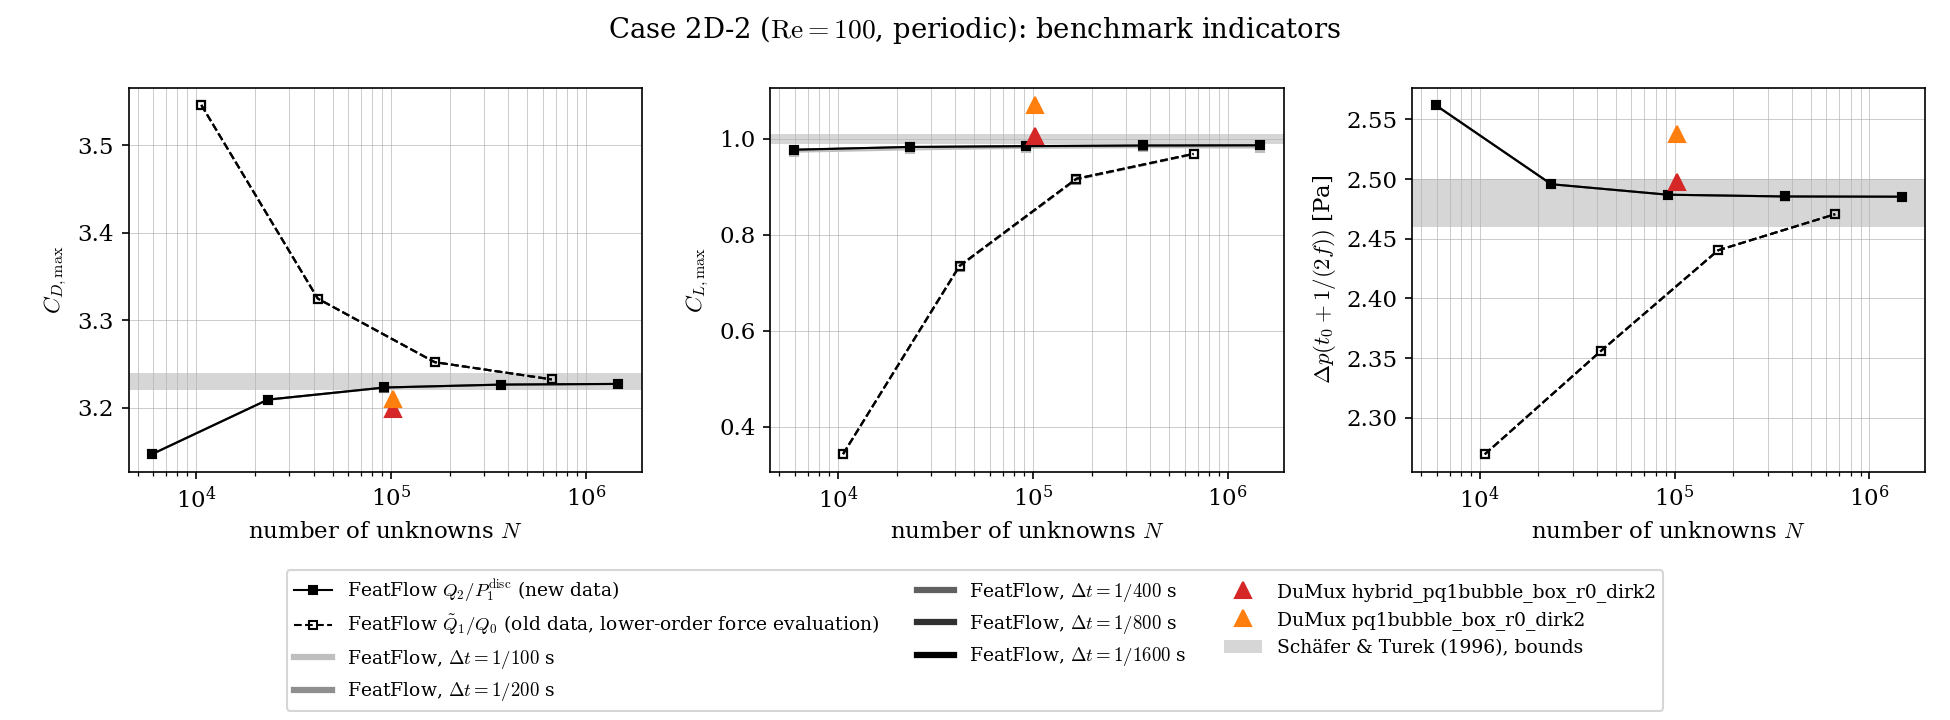 Case 2D-2 (Re = 100, periodic): benchmark indicators
C_{D,max}
3.5
3.4
3.3
3.2
10^4
10^5
10^6
number of unknowns N
C_{L,max}
1.0
0.8
0.6
0.4
10^4
10^5
10^6
number of unknowns N
Δp(t_0 + 1/(2f)) [Pa]
2.55
2.50
2.45
2.40
2.35
2.30
10^4
10^5
10^6
number of unknowns N
FeatFlow Q_2/P_1^{disc} (new data)
FeatFlow Q̃_1/Q_0 (old data, lower-order force evaluation)
FeatFlow, Δt = 1/100 s
FeatFlow, Δt = 1/200 s
FeatFlow, Δt = 1/400 s
FeatFlow, Δt = 1/800 s
FeatFlow, Δt = 1/1600 s
DuMux hybrid_pq1bubble_box_r0_dirk2
DuMux pq1bubble_box_r0_dirk2
Schäfer & Turek (1996), bounds